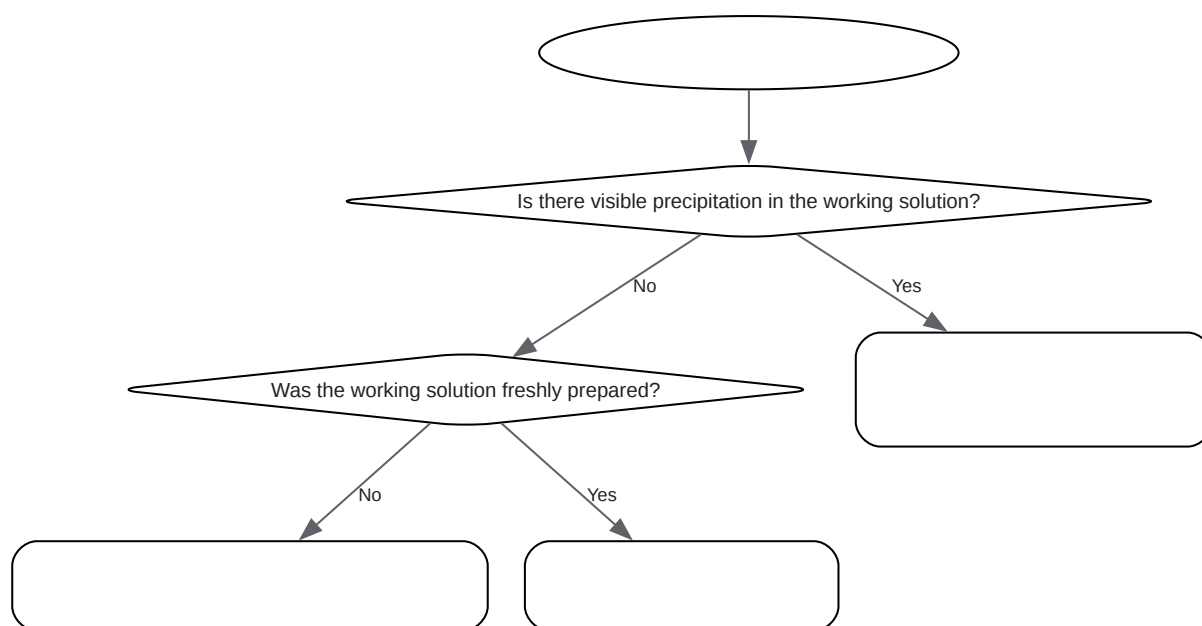 Is there visible precipitation in the working solution?
No
Yes
Was the working solution freshly prepared?
No
Yes